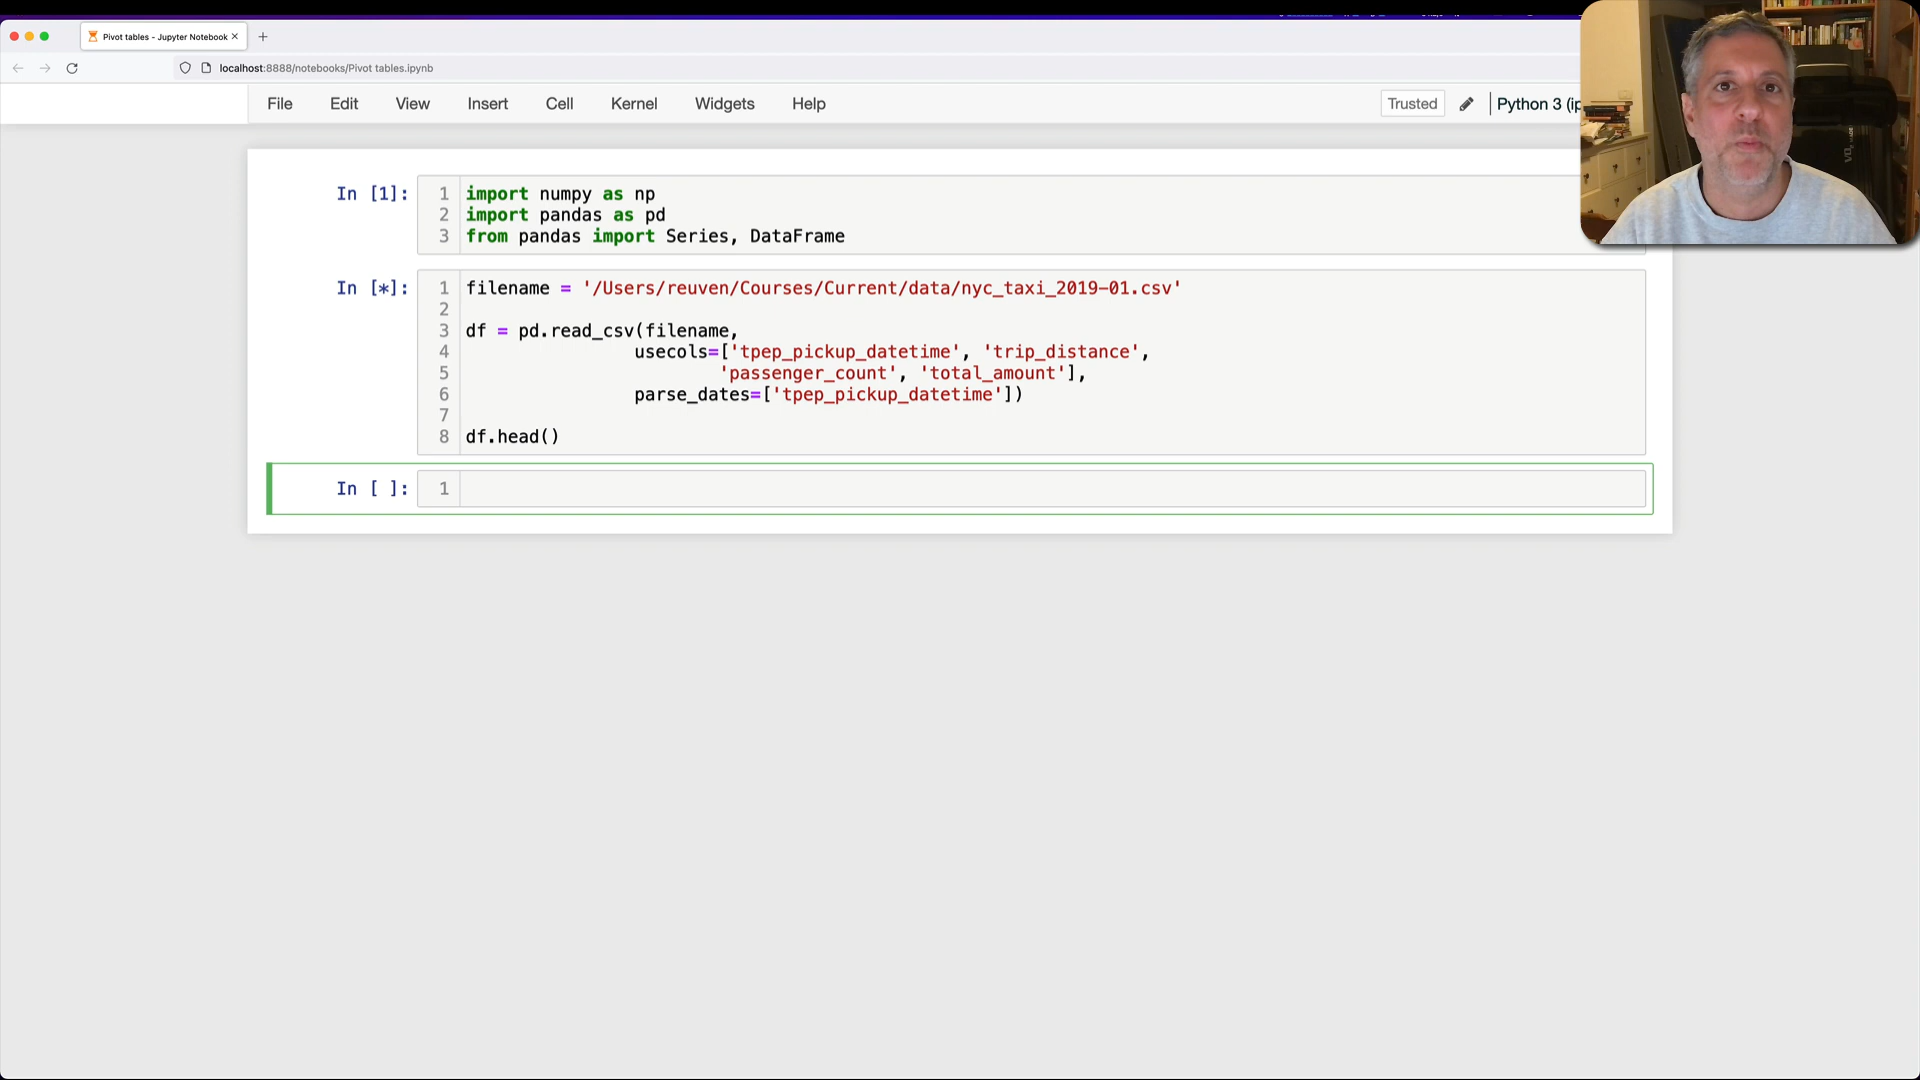 Pivot tables - Jupyter Notebook
localhost:8888/notebooks/Pivot tables.ipynb
File Edit View Insert Cell Kernel Widgets Help Trusted Python 3 (ip
In [1]:
1 import numpy as np
2 import pandas as pd
3 from pandas import Series, DataFrame
In [*]:
1 filename = '/Users/reuven/Courses/Current/data/nyc_taxi_2019-01.csv'
2
3 df = pd.read_csv(filename,
4 usecols=['tpep_pickup_datetime', 'trip_distance',
5 'passenger_count', 'total_amount'],
6 parse_dates=['tpep_pickup_datetime'])
7
8 df.head()
In [ ]:
1